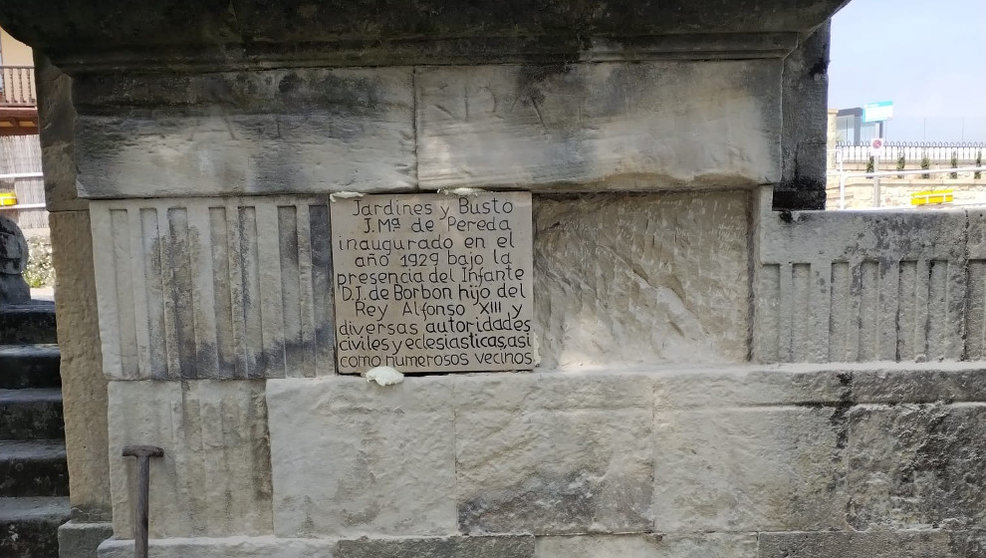 Jardines y Busto
J. Mª de Pereda
inaugurado en el
año 1929 bajo la
presencia del Infante
D.J. de Borbon hijo del
Rey Alfonso XIII y
diversas autoridades
civiles y eclesiasticas,asi
como numerosos vecinos